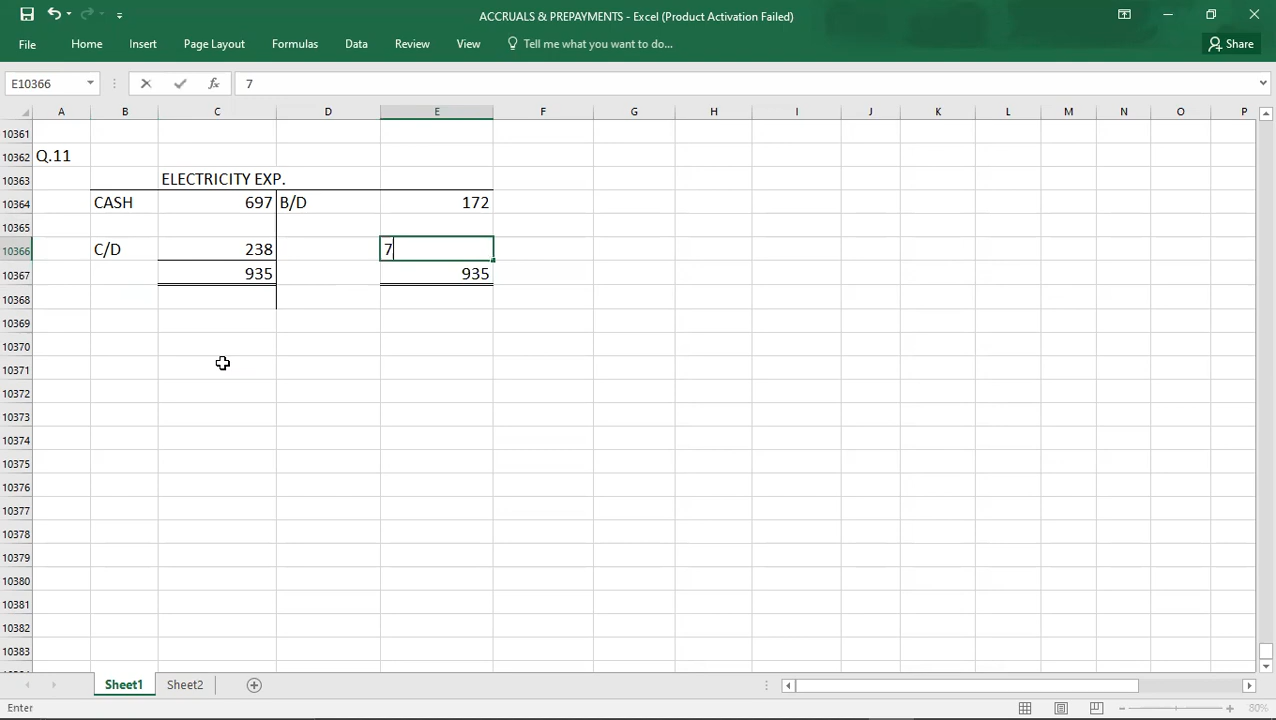 ACCRUALS & PREPAYMENTS - Excel (Product Activation Failed)
File Home Insert Page Layout Formulas Data Review View Tell me what you want to do... Share
E10366 fx 7
A B C D E F G H I J K L M N O P
10361
10362 Q.11
10363 ELECTRICITY EXP.
10364 CASH 697 B/D 172
10365
10366 C/D 238 7
10367 935 935
10368
10369
10370
10371
10372
10373
10374
10375
10376
10377
10378
10379
10380
10381
10382
10383
Sheet1 Sheet2
Enter 80%